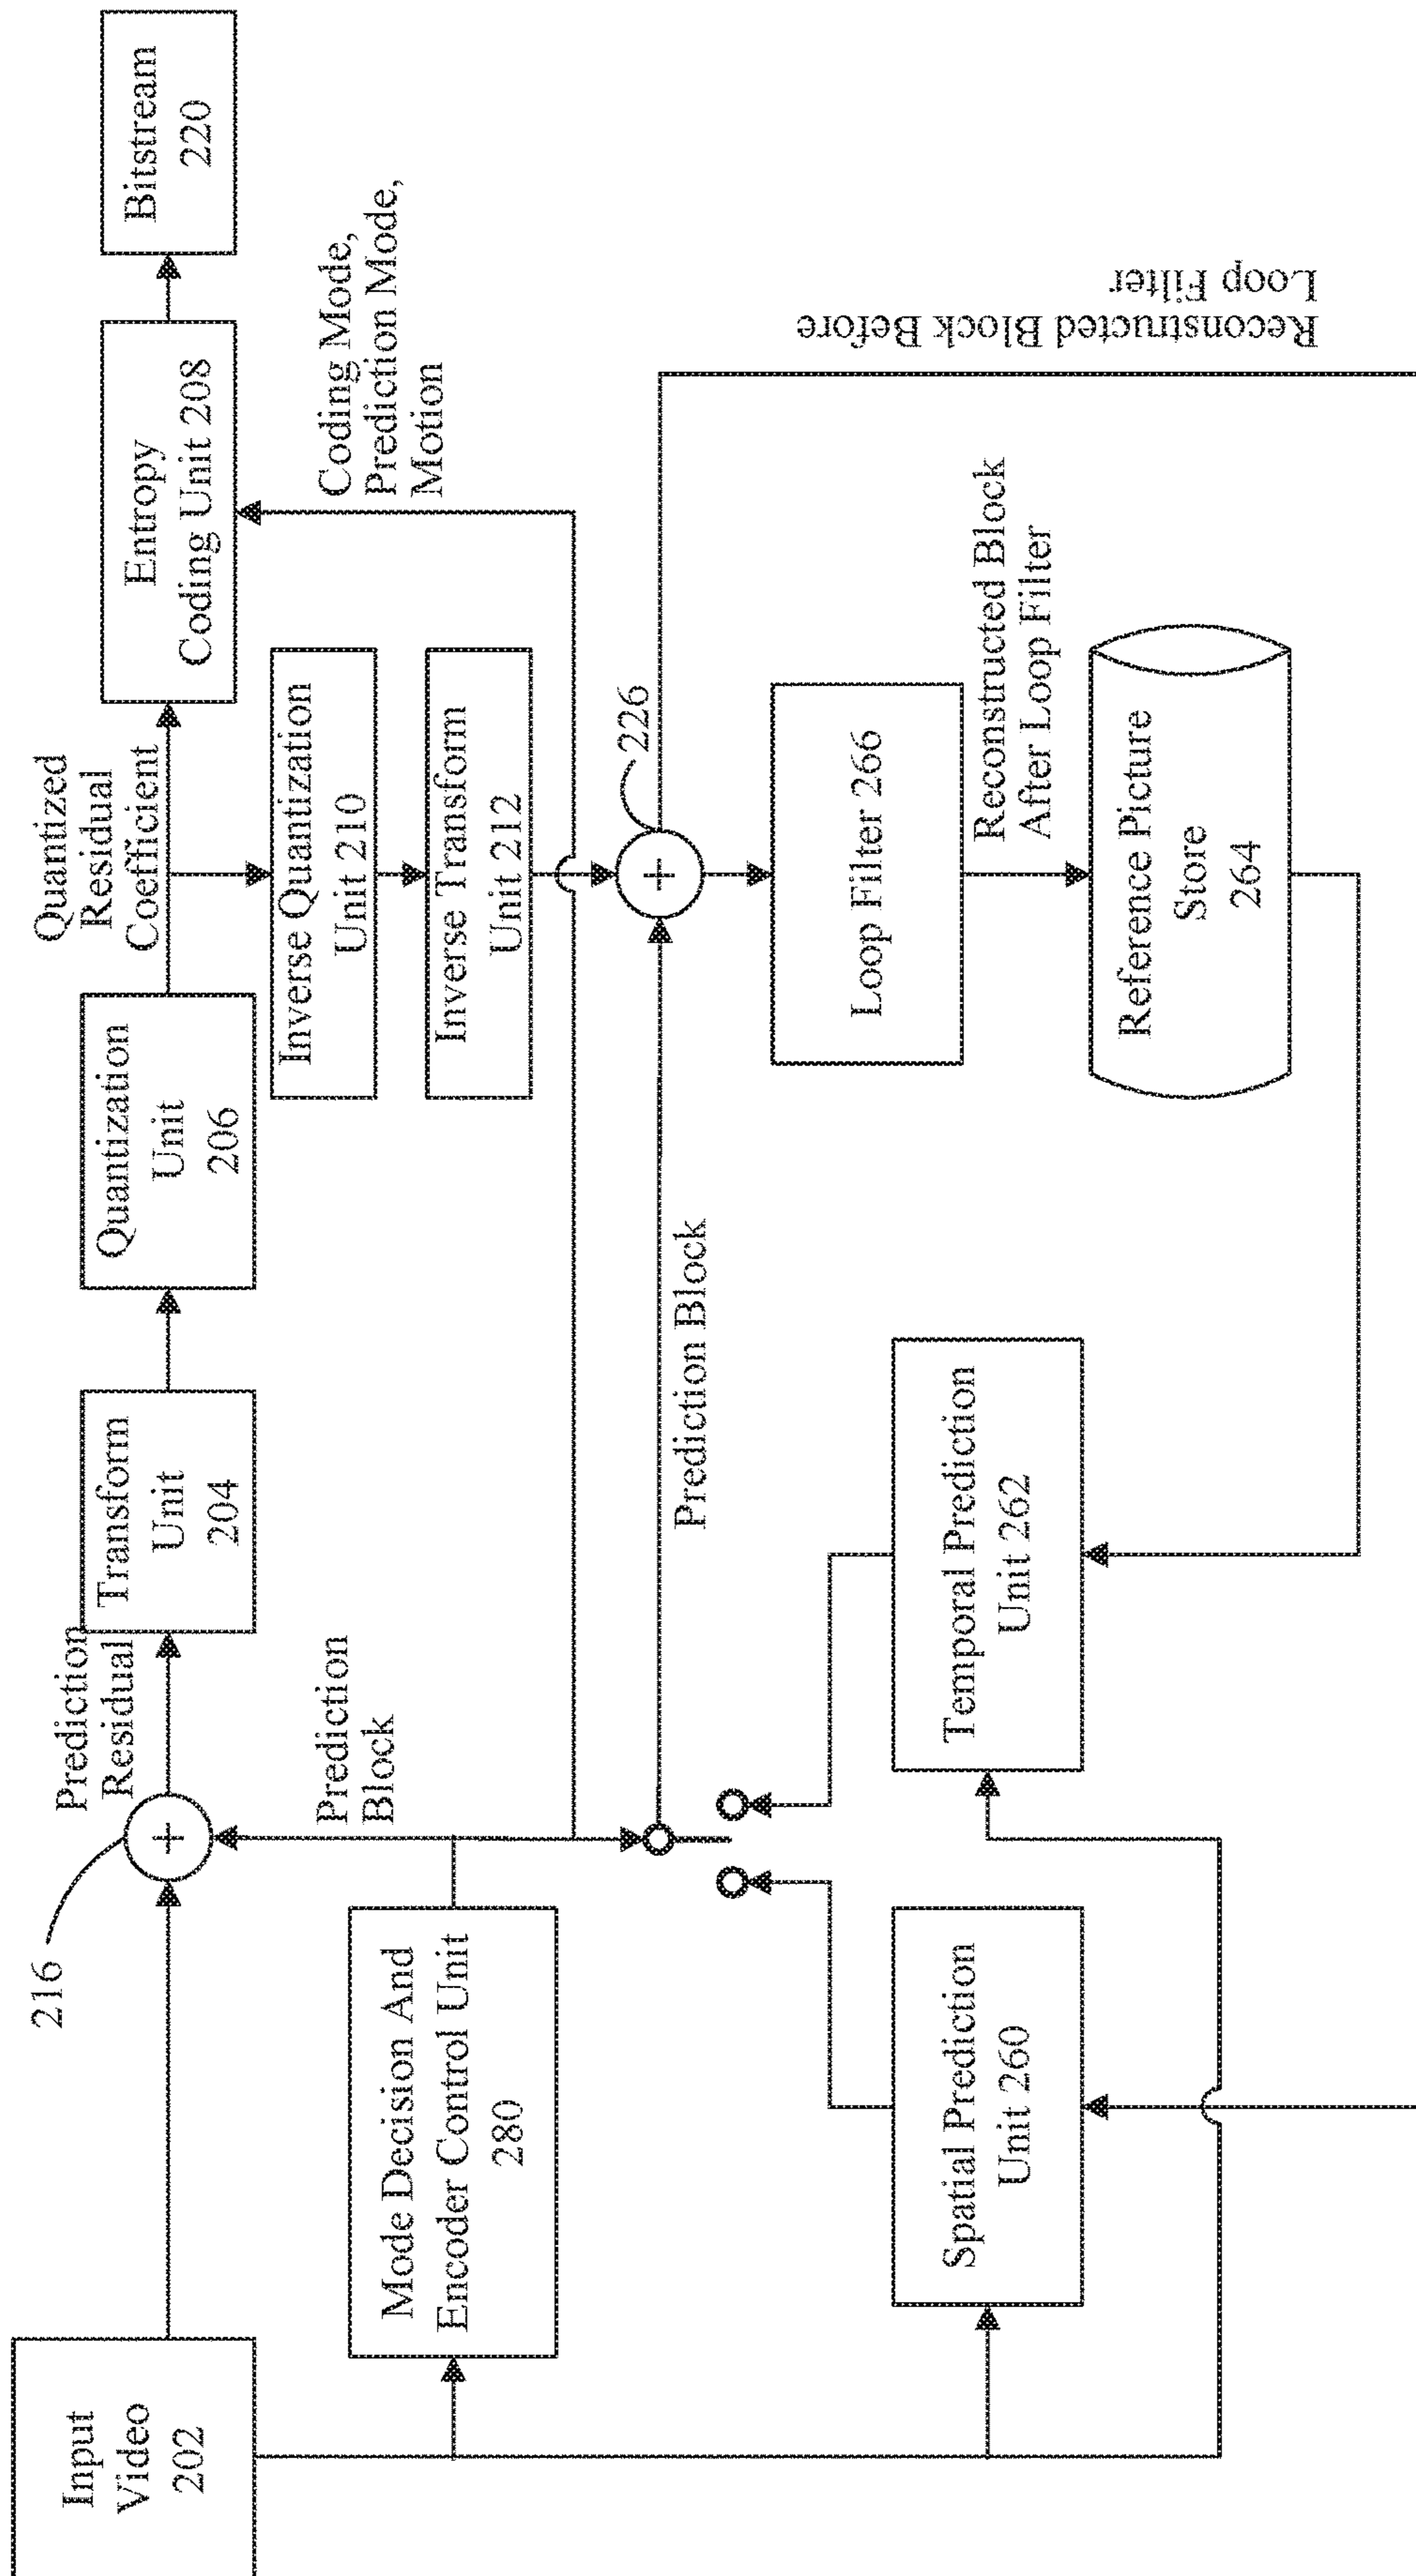 Input
Video
202
216
Prediction
Residual
Transform
Unit
204
Quantization
Unit
206
Quantized
Residual
Coefficient
Entropy
Coding Unit 208
Bitstream
220
Mode Decision And
Encoder Control Unit
280
Prediction
Block
Inverse Quantization
Unit 210
Inverse Transform
Unit 212
Coding Mode,
Prediction Mode,
Motion
226
Prediction Block
Spatial Prediction
Unit 260
Temporal Prediction
Unit 262
Loop Filter 266
Reconstructed Block
After Loop Filter
Reference Picture
Store
264
Reconstructed Block Before
Loop Filter